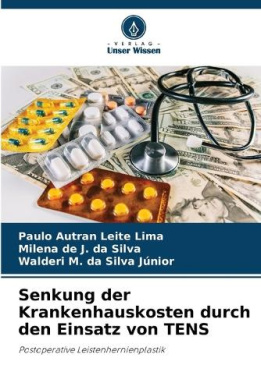 VERLAG
Unser Wissen
Paulo Autran Leite Lima
Milena de J. da Silva
Walderi M. da Silva Júnior
Senkung der
Krankenhauskosten durch
den Einsatz von TENS
Postoperative Leistenhernienplastik